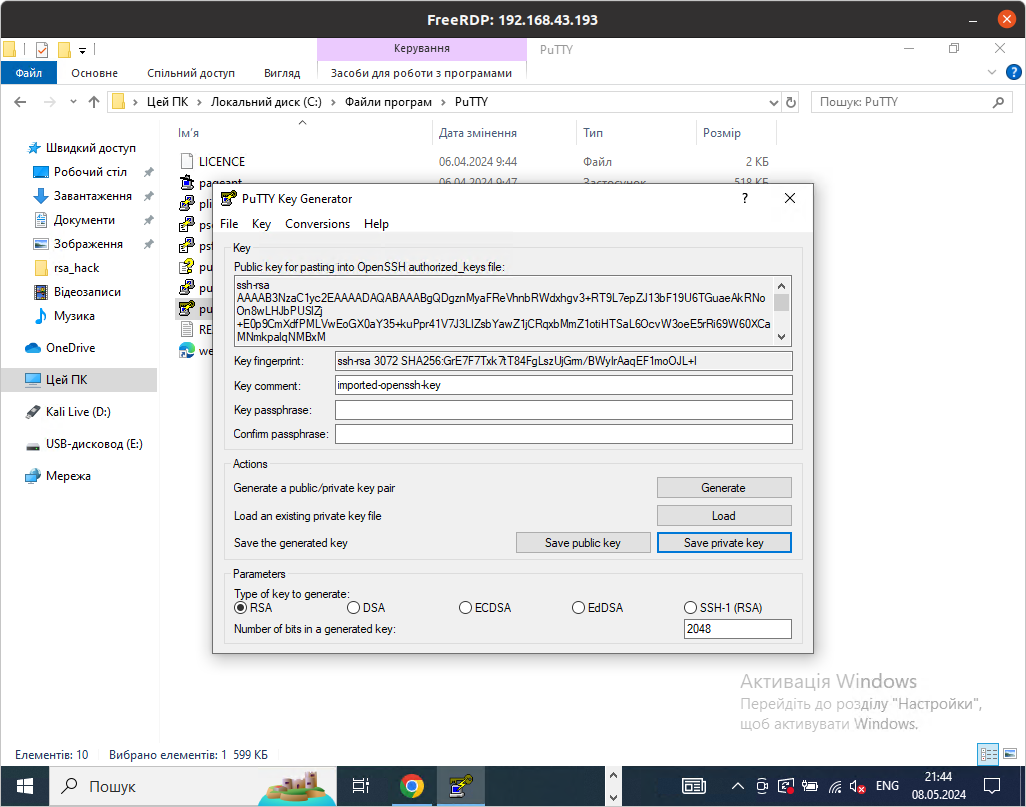 FreeRDP: 192.168.43.193
Керування
PuTTY
Файл
Основне
Спільний доступ
Вигляд
Засоби для роботи з програмами
Цей ПК › Локальний диск (C:) › Файли програм › PuTTY
Пошук: PuTTY
Ім'я
Дата змінення
Тип
Розмір
Швидкий доступ
Робочий стіл
Завантаження
Документи
Зображення
rsa_hack
Відеозаписи
Музика
OneDrive
Цей ПК
Kali Live (D:)
USB-дисковод (E:)
Мережа
LICENCE
06.04.2024 9:44
Файл
2 КБ
pageant
06.04.2024 9:47
Застосунок
518 КБ
pli
psc
psf
pu
pu
pu
RE
we
PuTTY Key Generator
?
File
Key
Conversions
Help
Key
Public key for pasting into OpenSSH authorized_keys file:
ssh-rsa
AAAAB3NzaC1yc2EAAAADAQABAAABgQDgznMyaFReVhnbRWdxhgv3+RT9L7epZJ13bF19U6TGuaeAkRNo
On8wLHJbPUSIZj
+E0p9CmXdfPMLVwEoGX0aY35+kuPpr41V7J3LIZsbYawZ1jCRqxbMmZ1otiHTSaL6OcvW3oeE5rRi69W60XCa
MNmkpalqNMBxM
Key fingerprint:
ssh-rsa 3072 SHA256:GrE7F7Txk7tT84FgLszUjGrm/BWyIrAaqEF1moOJL+I
Key comment:
imported-openssh-key
Key passphrase:
Confirm passphrase:
Actions
Generate a public/private key pair
Generate
Load an existing private key file
Load
Save the generated key
Save public key
Save private key
Parameters
Type of key to generate:
RSA
DSA
ECDSA
EdDSA
SSH-1 (RSA)
Number of bits in a generated key:
2048
Активація Windows
Перейдіть до розділу "Настройки",
щоб активувати Windows.
Елементів: 10
Вибрано елементів: 1 599 КБ
Пошук
ENG
21:44
08.05.2024